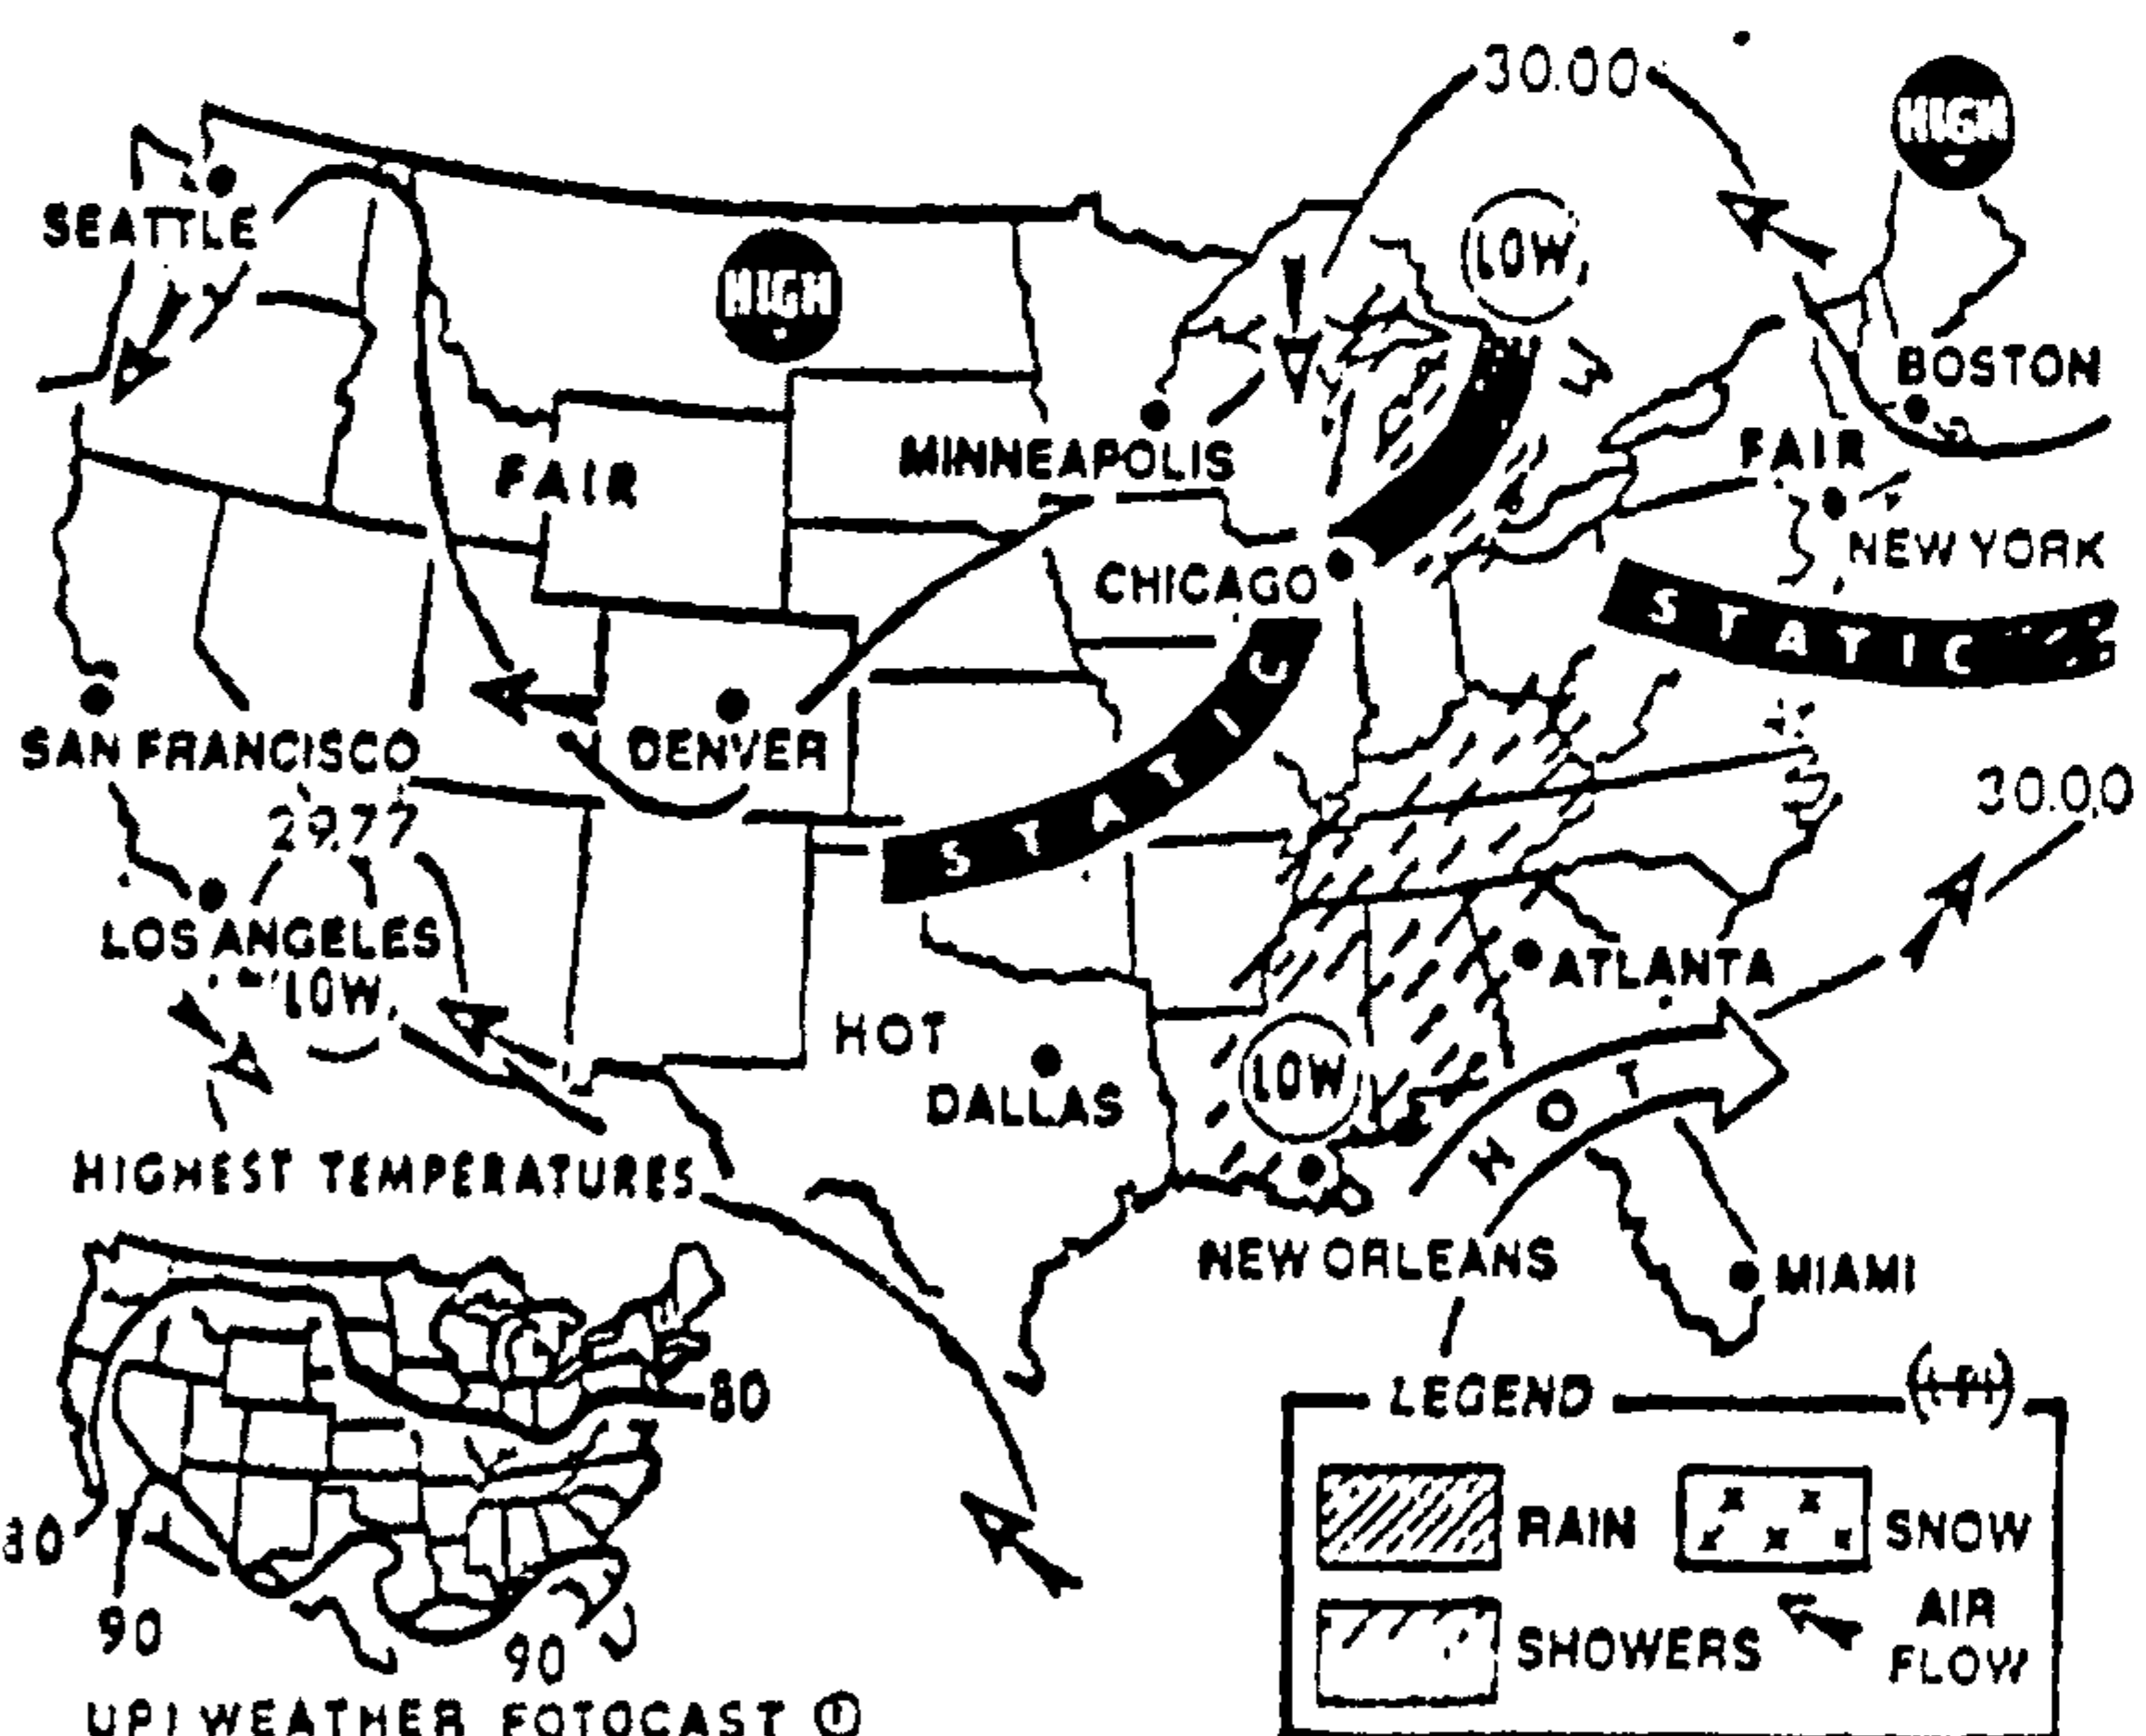 30.00
HIGH
SEATTLE
LOW
HIGH
BOSTON
MINNEAPOLIS
FAIR
FAIR
NEW YORK
CHICAGO
STATIC
SAN FRANCISCO
DENVER
STATIC
30.00
29.77
LOS ANGELES
ATLANTA
LOW
HOT
LOW
DALLAS
HOT
HIGHEST TEMPERATURES
NEW ORLEANS
MIAMI
80
LEGEND
RAIN
SNOW
80
AIR
FLOW
90
90
SHOWERS
UPI WEATHER FOTOCAST